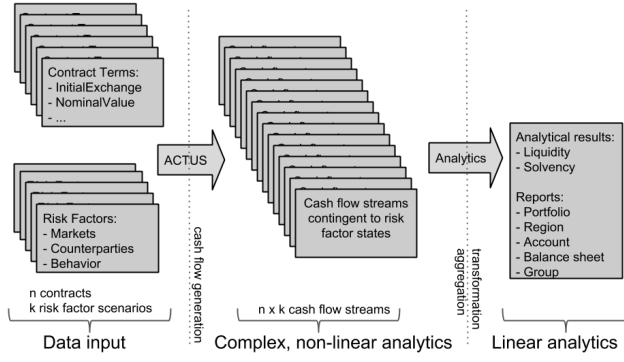 Contract Terms:
- InitialExchange
- NominalValue
- ...
Risk Factors:
- Markets
- Counterparties
- Behavior
n contracts
k risk factor scenarios
Data input
ACTUS
cash flow generation
Cash flow streams
contingent to risk
factor states
n x k cash flow streams
Complex, non-linear analytics
Analytics
transformation
aggregation
Analytical results:
- Liquidity
- Solvency
Reports:
- Portfolio
- Region
- Account
- Balance sheet
- Group
Linear analytics